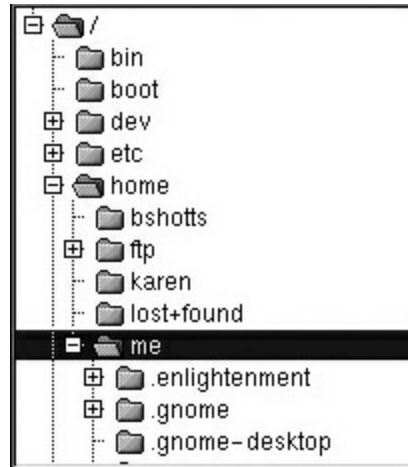 /
bin
boot
dev
etc
home
bshotts
ftp
karen
lost+found
me
.enlightenment
.gnome
.gnome-desktop